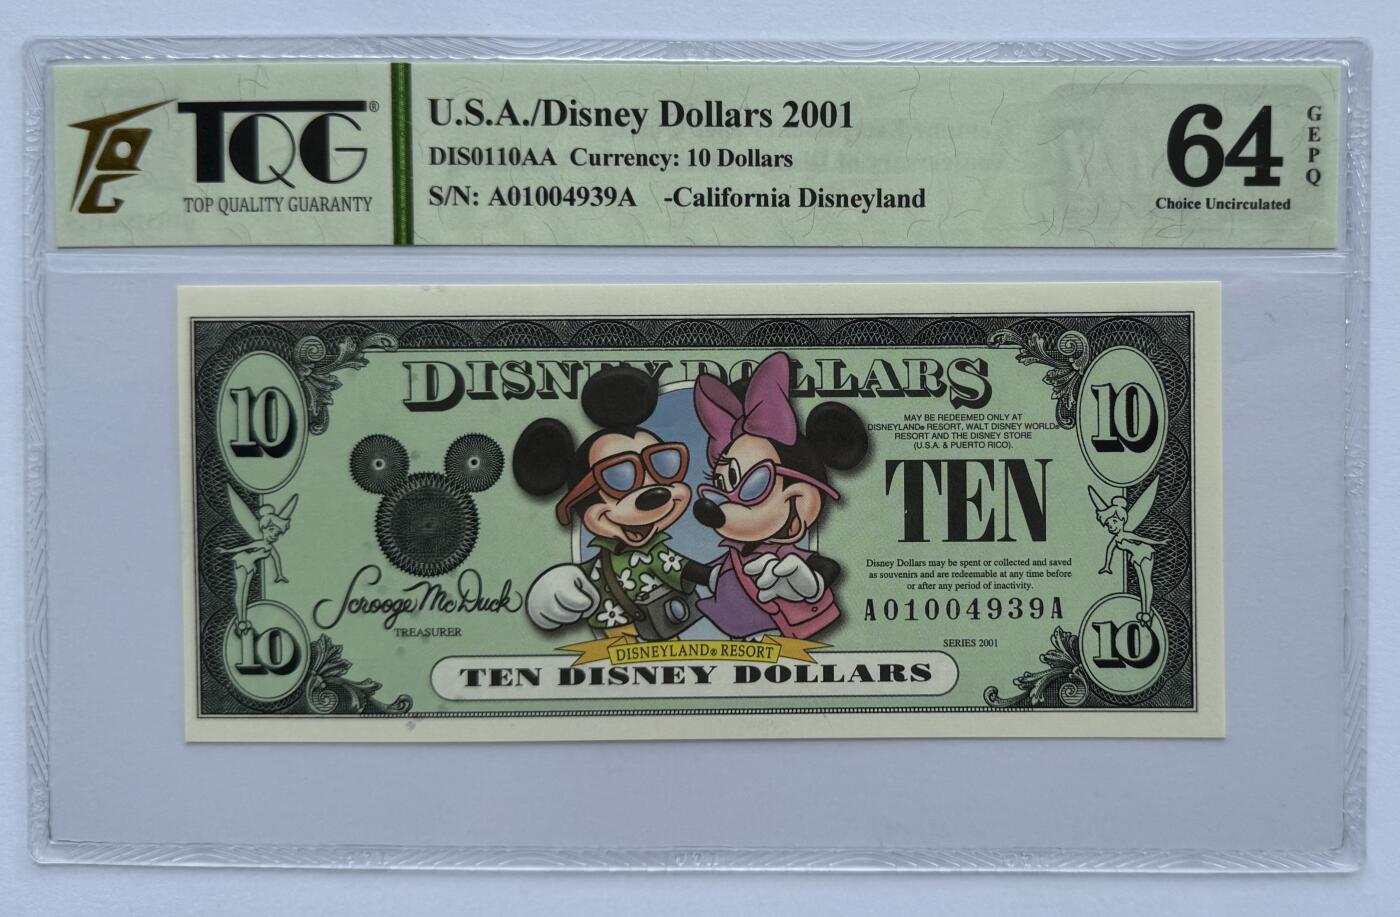 TQG®
TOP QUALITY GUARANTY
U.S.A./Disney Dollars 2001
DIS0110AA Currency: 10 Dollars
S/N: A01004939A -California Disneyland
64
GEPQ
Choice Uncirculated
DISNEY DOLLARS
10
10
MAY BE REDEEMED ONLY AT
DISNEYLAND® RESORT, WALT DISNEY WORLD®
RESORT AND THE DISNEY STORE
(U.S.A. & PUERTO RICO).
TEN
Disney Dollars may be spent or collected and saved
as souvenirs and are redeemable at any time before
or after any period of inactivity.
Scrooge McDuck
TREASURER
A01004939A
SERIES 2001
10
10
DISNEYLAND® RESORT
TEN DISNEY DOLLARS